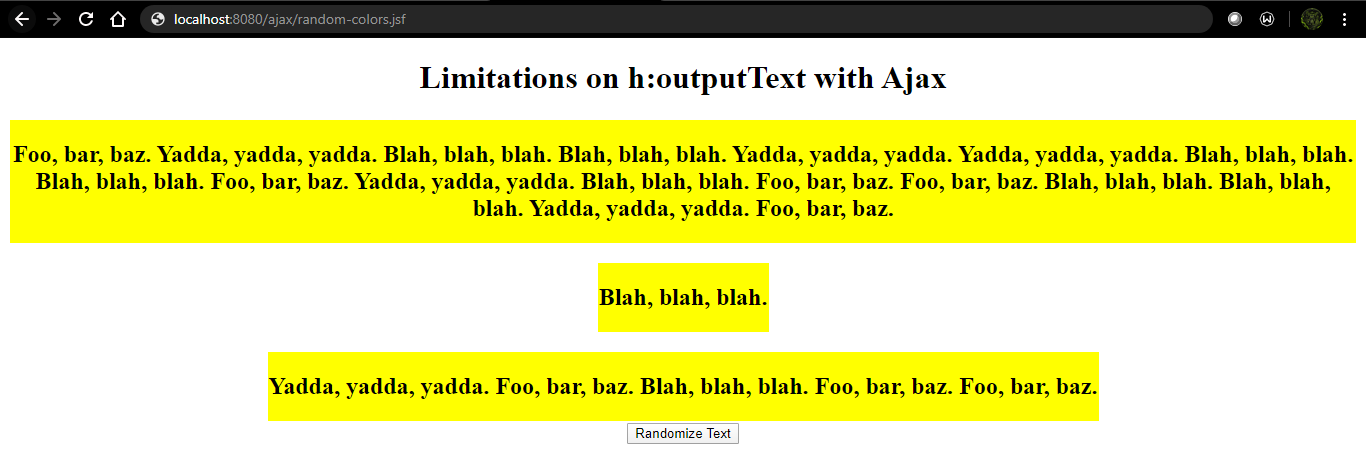 localhost:8080/ajax/random-colors.jsf
Limitations on h:outputText with Ajax
Foo, bar, baz. Yadda, yadda, yadda. Blah, blah, blah. Blah, blah, blah. Yadda, yadda, yadda. Yadda, yadda, yadda. Blah, blah, blah.
Blah, blah, blah. Foo, bar, baz. Yadda, yadda, yadda. Blah, blah, blah. Foo, bar, baz. Foo, bar, baz. Blah, blah, blah. Blah, blah,
blah. Yadda, yadda, yadda. Foo, bar, baz.
Blah, blah, blah.
Yadda, yadda, yadda. Foo, bar, baz. Blah, blah, blah. Foo, bar, baz. Foo, bar, baz.
Randomize Text